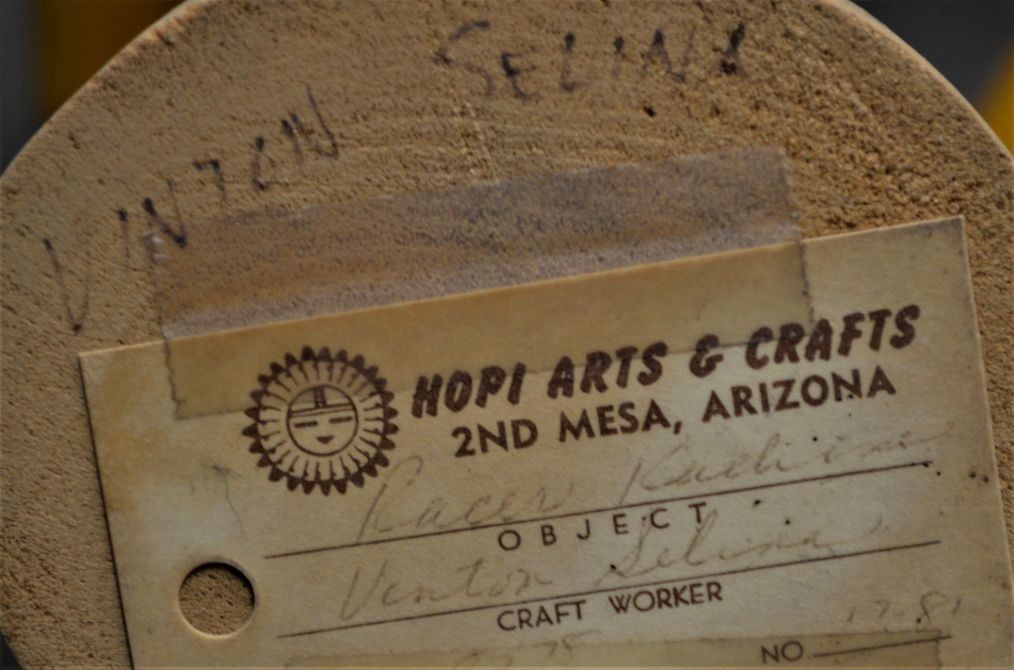 VINTON SELINA
HOPI ARTS & CRAFTS
2ND MESA, ARIZONA
Racer Kachina
OBJECT
Vinton Selina
CRAFT WORKER
NO.